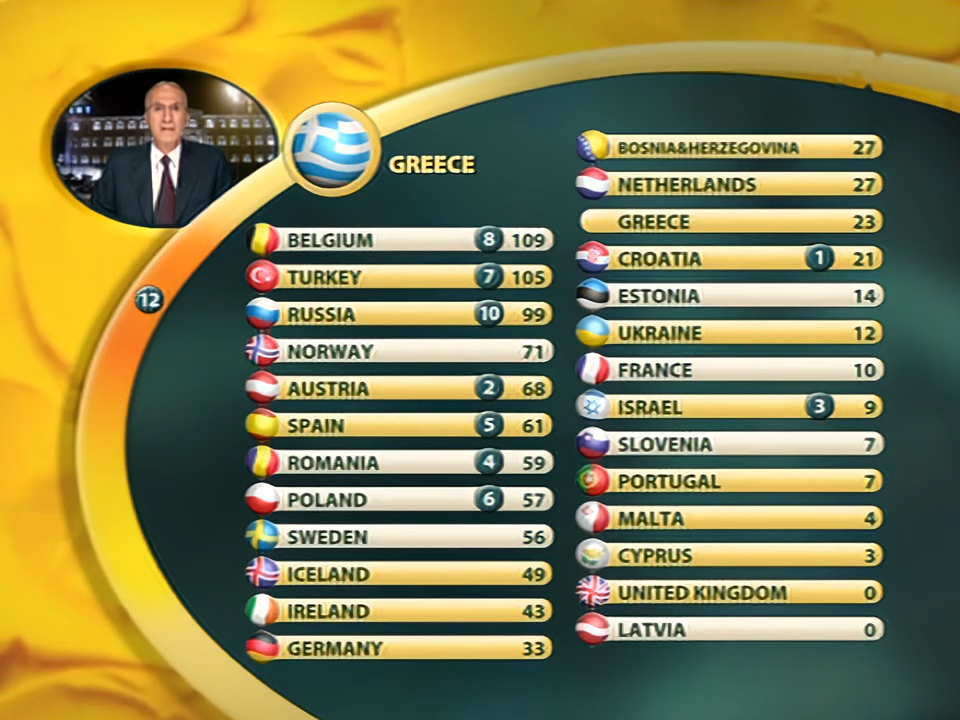 GREECE
12
BELGIUM 8 109
TURKEY 7 105
RUSSIA 10 99
NORWAY 71
AUSTRIA 2 68
SPAIN 5 61
ROMANIA 4 59
POLAND 6 57
SWEDEN 56
ICELAND 49
IRELAND 43
GERMANY 33
BOSNIA&HERZEGOVINA 27
NETHERLANDS 27
GREECE 23
CROATIA 1 21
ESTONIA 14
UKRAINE 12
FRANCE 10
ISRAEL 3 9
SLOVENIA 7
PORTUGAL 7
MALTA 4
CYPRUS 3
UNITED KINGDOM 0
LATVIA 0